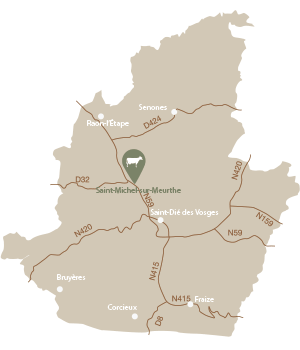 Senones
Raon-l'Étape
D424
N420
D32
Saint-Michel-sur-Meurthe
N59
Saint-Dié des Vosges
N159
N420
N59
N415
Bruyères
N415
Fraize
Corcieux
D8